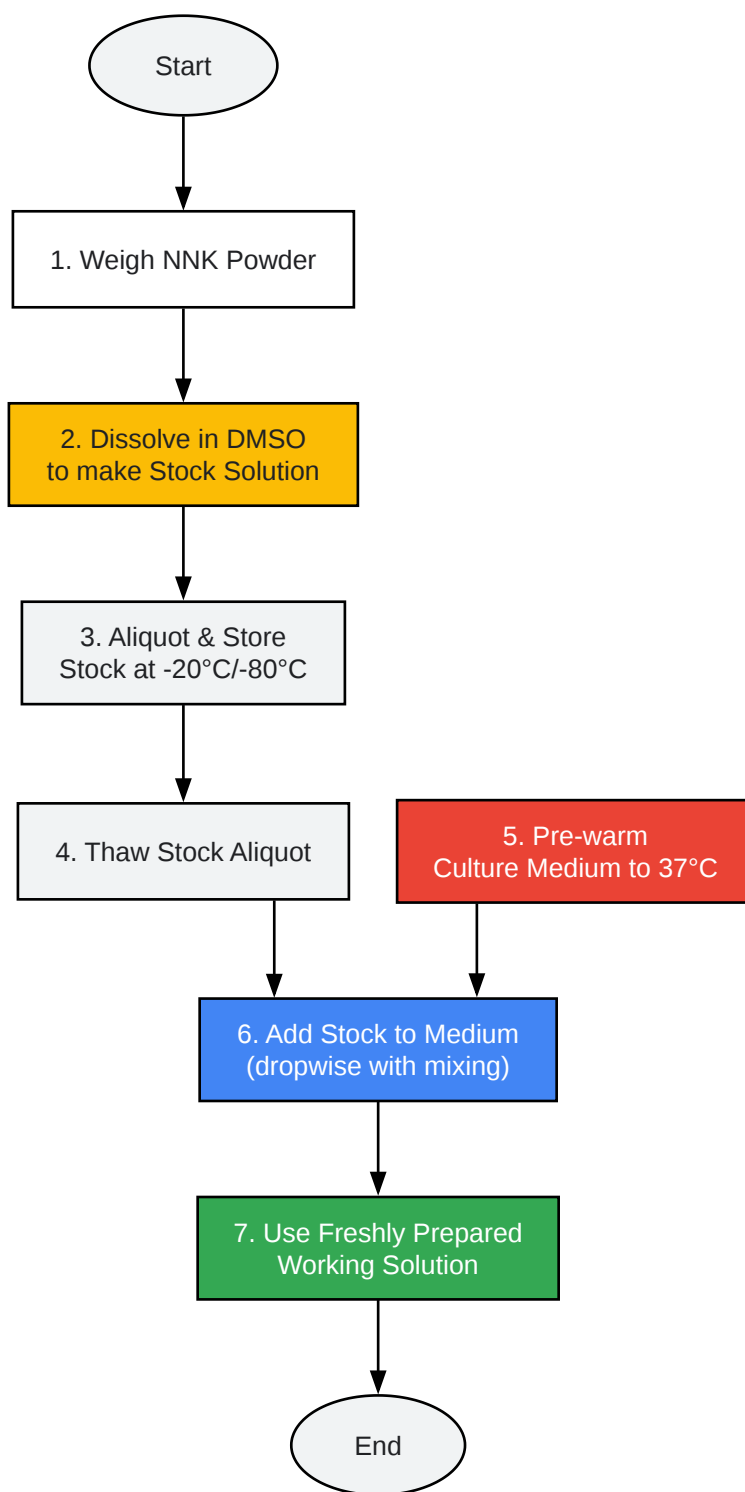 Start
1. Weigh NNK Powder
2. Dissolve in DMSO
to make Stock Solution
3. Aliquot & Store
Stock at -20°C/-80°C
4. Thaw Stock Aliquot
5. Pre-warm
Culture Medium to 37°C
6. Add Stock to Medium
(dropwise with mixing)
7. Use Freshly Prepared
Working Solution
End